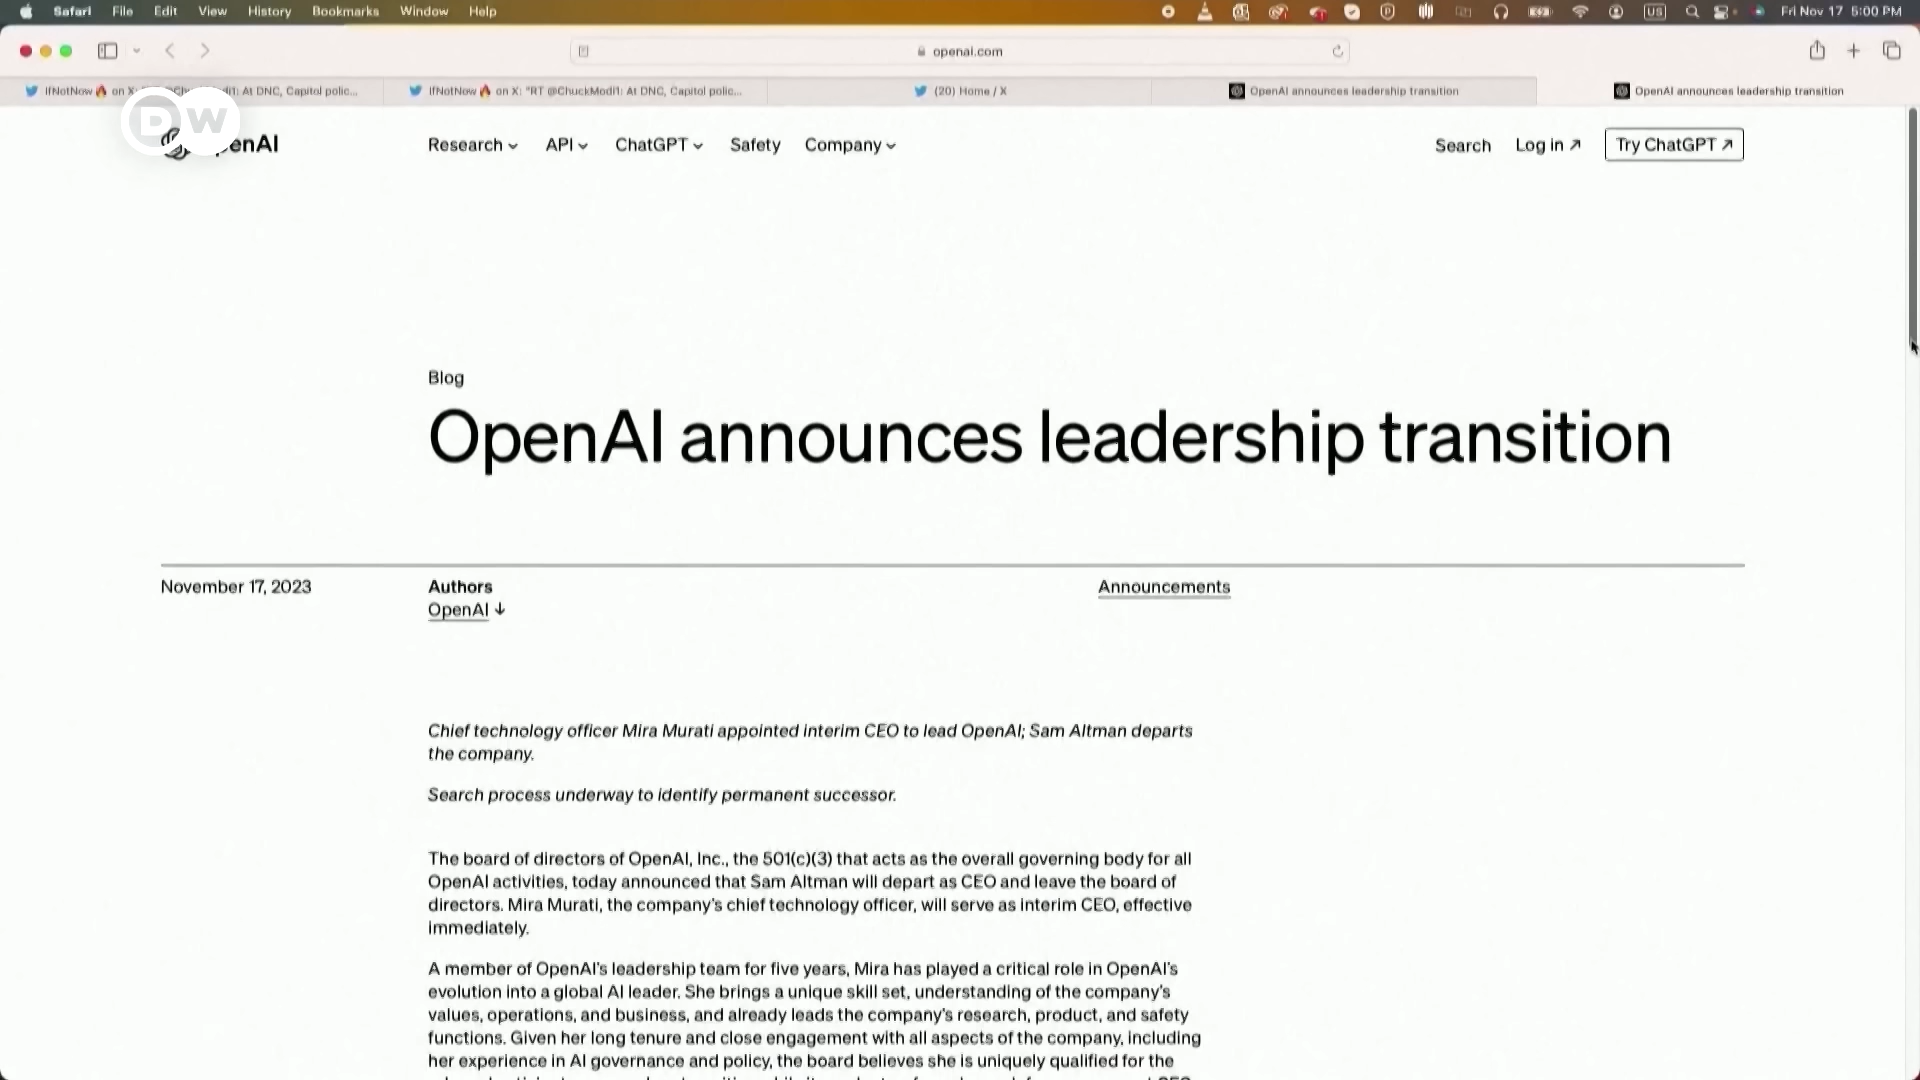 Safari File Edit View History Bookmarks Window Help US Fri Nov 17 5:00 PM
openai.com
IfNotNow🔥 on X: At DNC, Capitol polic... IfNotNow🔥 on X: "RT @ChuckModi1: At DNC, Capitol polic... (20) Home / X OpenAI announces leadership transition OpenAI announces leadership transition
DW
Research API ChatGPT Safety Company Search Log in ↗ Try ChatGPT ↗
Blog
OpenAI announces leadership transition
November 17, 2023 Authors Announcements
OpenAI ↓
Chief technology officer Mira Murati appointed interim CEO to lead OpenAI; Sam Altman departs
the company.
Search process underway to identify permanent successor.
The board of directors of OpenAI, Inc., the 501(c)(3) that acts as the overall governing body for all
OpenAI activities, today announced that Sam Altman will depart as CEO and leave the board of
directors. Mira Murati, the company's chief technology officer, will serve as interim CEO, effective
immediately.
A member of OpenAI's leadership team for five years, Mira has played a critical role in OpenAI's
evolution into a global AI leader. She brings a unique skill set, understanding of the company's
values, operations, and business, and already leads the company's research, product, and safety
functions. Given her long tenure and close engagement with all aspects of the company, including
her experience in AI governance and policy, the board believes she is uniquely qualified for the